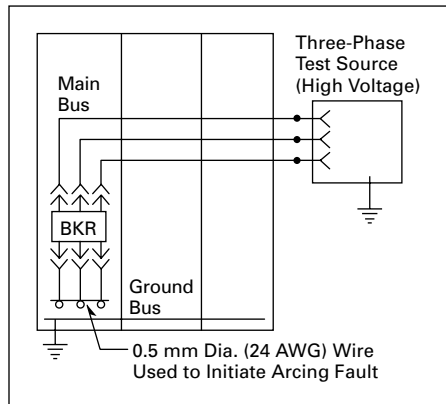 Three-Phase
Test Source
(High Voltage)
Main
Bus
BKR
Ground
Bus
0.5 mm Dia. (24 AWG) Wire
Used to Initiate Arcing Fault